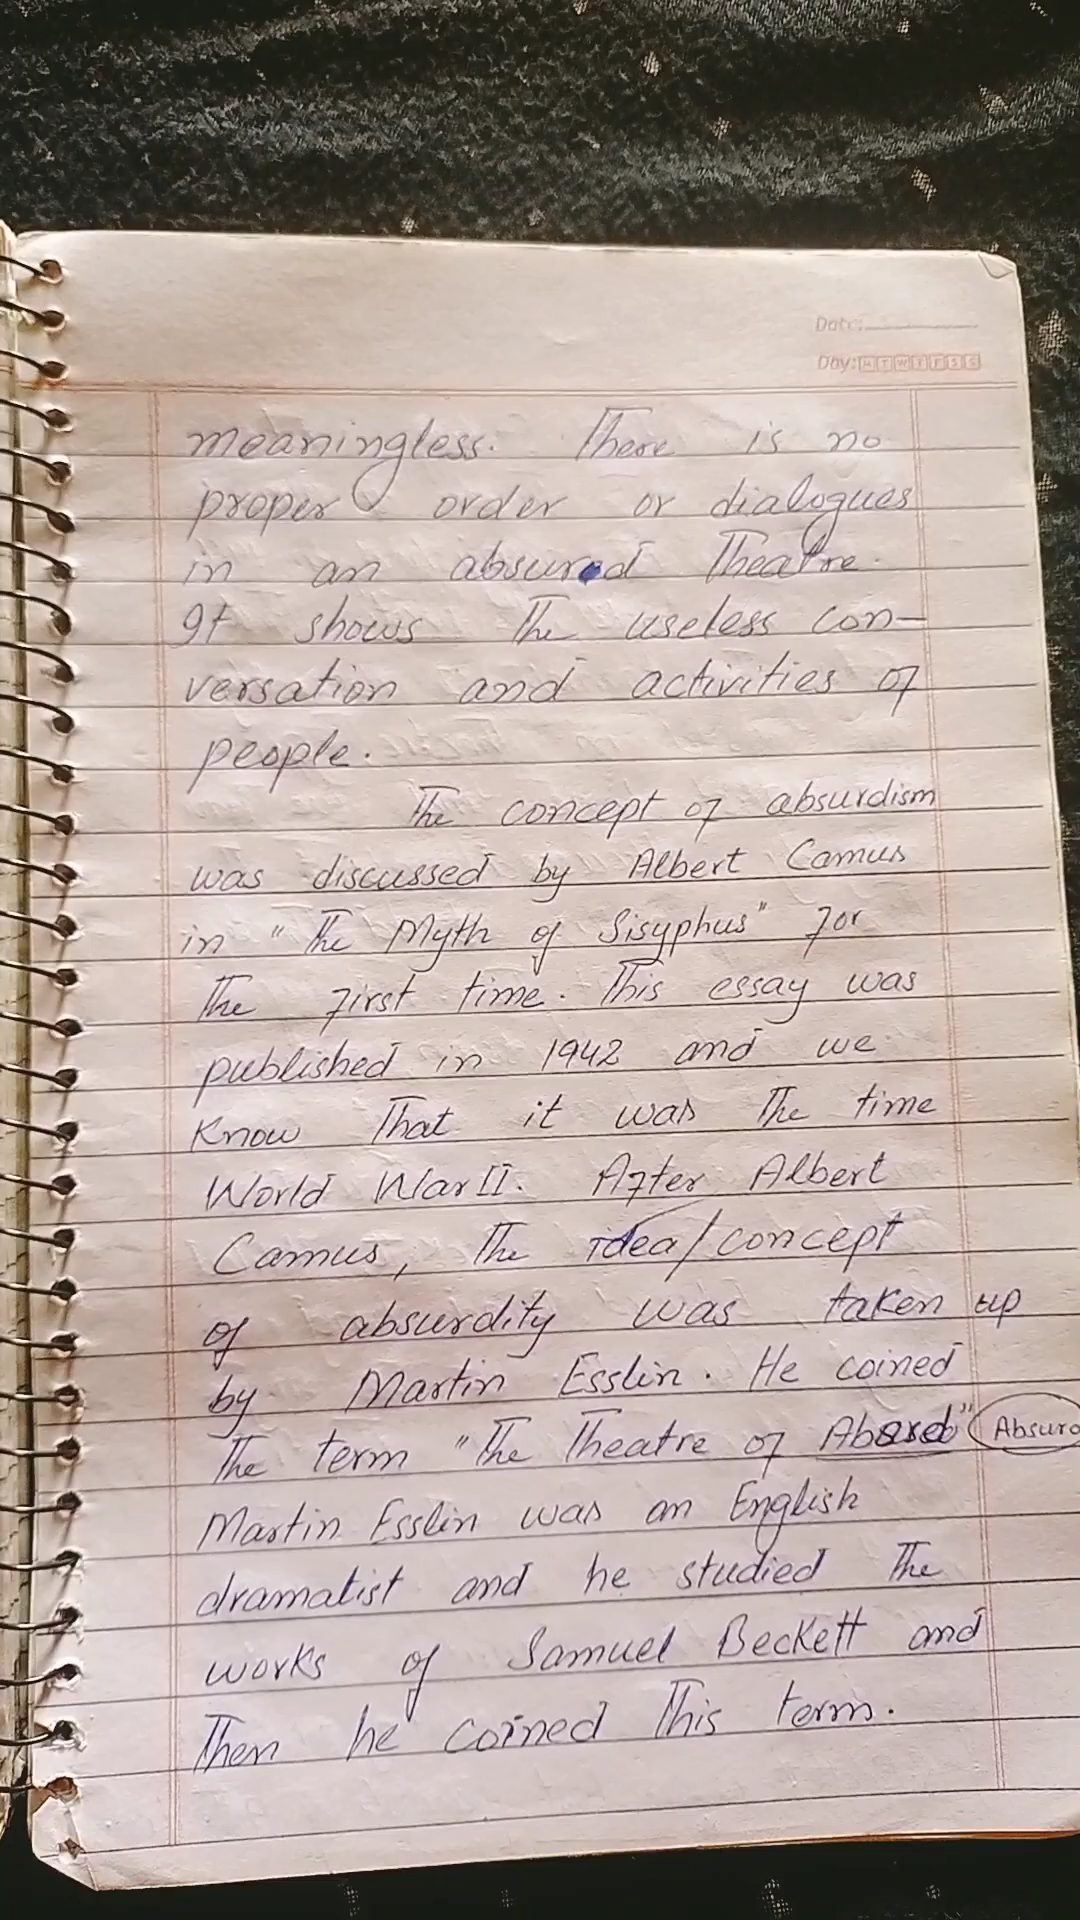 Date:
Day: M T W T F S S
meaningless. There is no
proper order or dialogues
in an absurd Theatre.
It shows the useless con-
versation and activities of
people.
The concept of absurdism
was discussed by Albert Camus
in "The Myth of Sisyphus" for
the first time. This essay was
published in 1942 and we
know that it was the time
World War II. After Albert
Camus, the idea/concept
of absurdity was taken up
by Martin Esslin. He coined
the term "the Theatre of Absrd" Absurd
Martin Esslin was an English
dramatist and he studied the
works of Samuel Beckett and
then he coined this term.